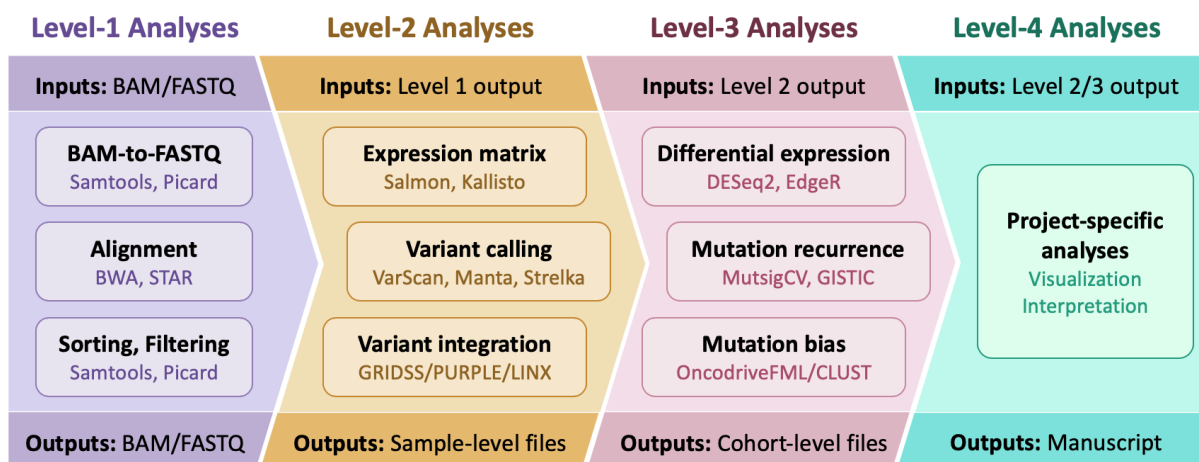 Level-1 Analyses
Level-2 Analyses
Level-3 Analyses
Level-4 Analyses
Inputs: BAM/FASTQ
Inputs: Level 1 output
Inputs: Level 2 output
Inputs: Level 2/3 output
BAM-to-FASTQ
Samtools, Picard
Alignment
BWA, STAR
Sorting, Filtering
Samtools, Picard
Expression matrix
Salmon, Kallisto
Variant calling
VarScan, Manta, Strelka
Variant integration
GRIDSS/PURPLE/LINX
Differential expression
DESeq2, EdgeR
Mutation recurrence
MutsigCV, GISTIC
Mutation bias
OncodriveFML/CLUST
Project-specific
analyses
Visualization
Interpretation
Outputs: BAM/FASTQ
Outputs: Sample-level files
Outputs: Cohort-level files
Outputs: Manuscript